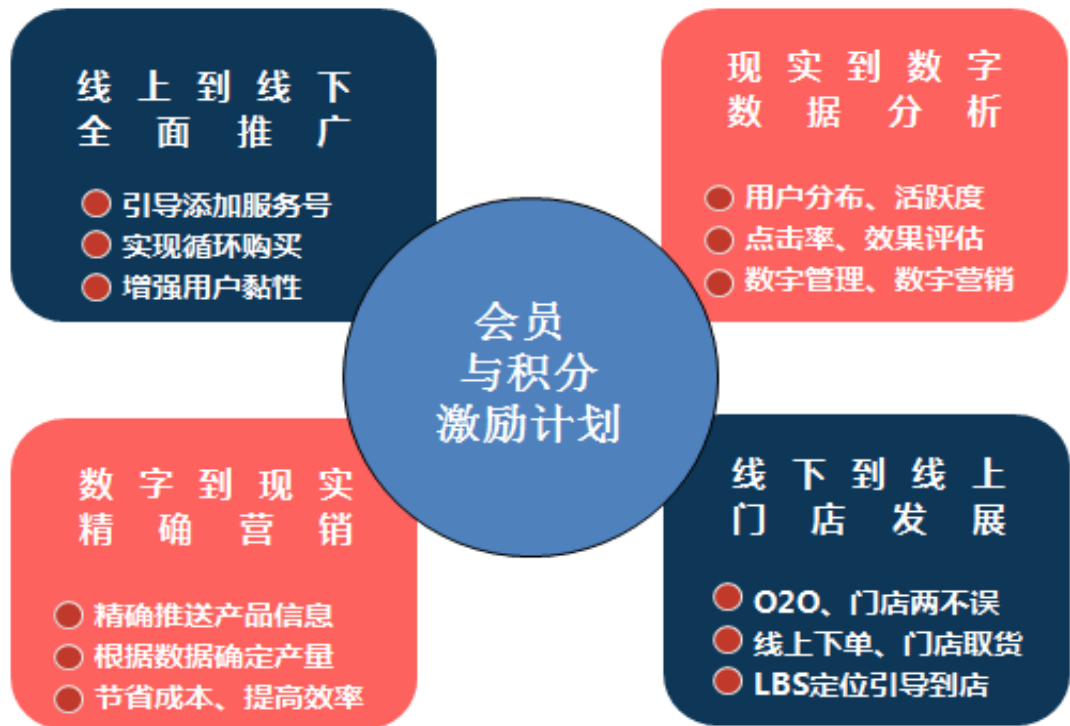 线上到线下
全面推广
引导添加服务号
实现循环购买
增强用户黏性
现实到数字
数据分析
用户分布、活跃度
点击率、效果评估
数字管理、数字营销
会员
与积分
激励计划
数字到现实
精确营销
精确推送产品信息
根据数据确定产量
节省成本、提高效率
线下到线上
门店发展
O2O、门店两不误
线上下单、门店取货
LBS定位引导到店